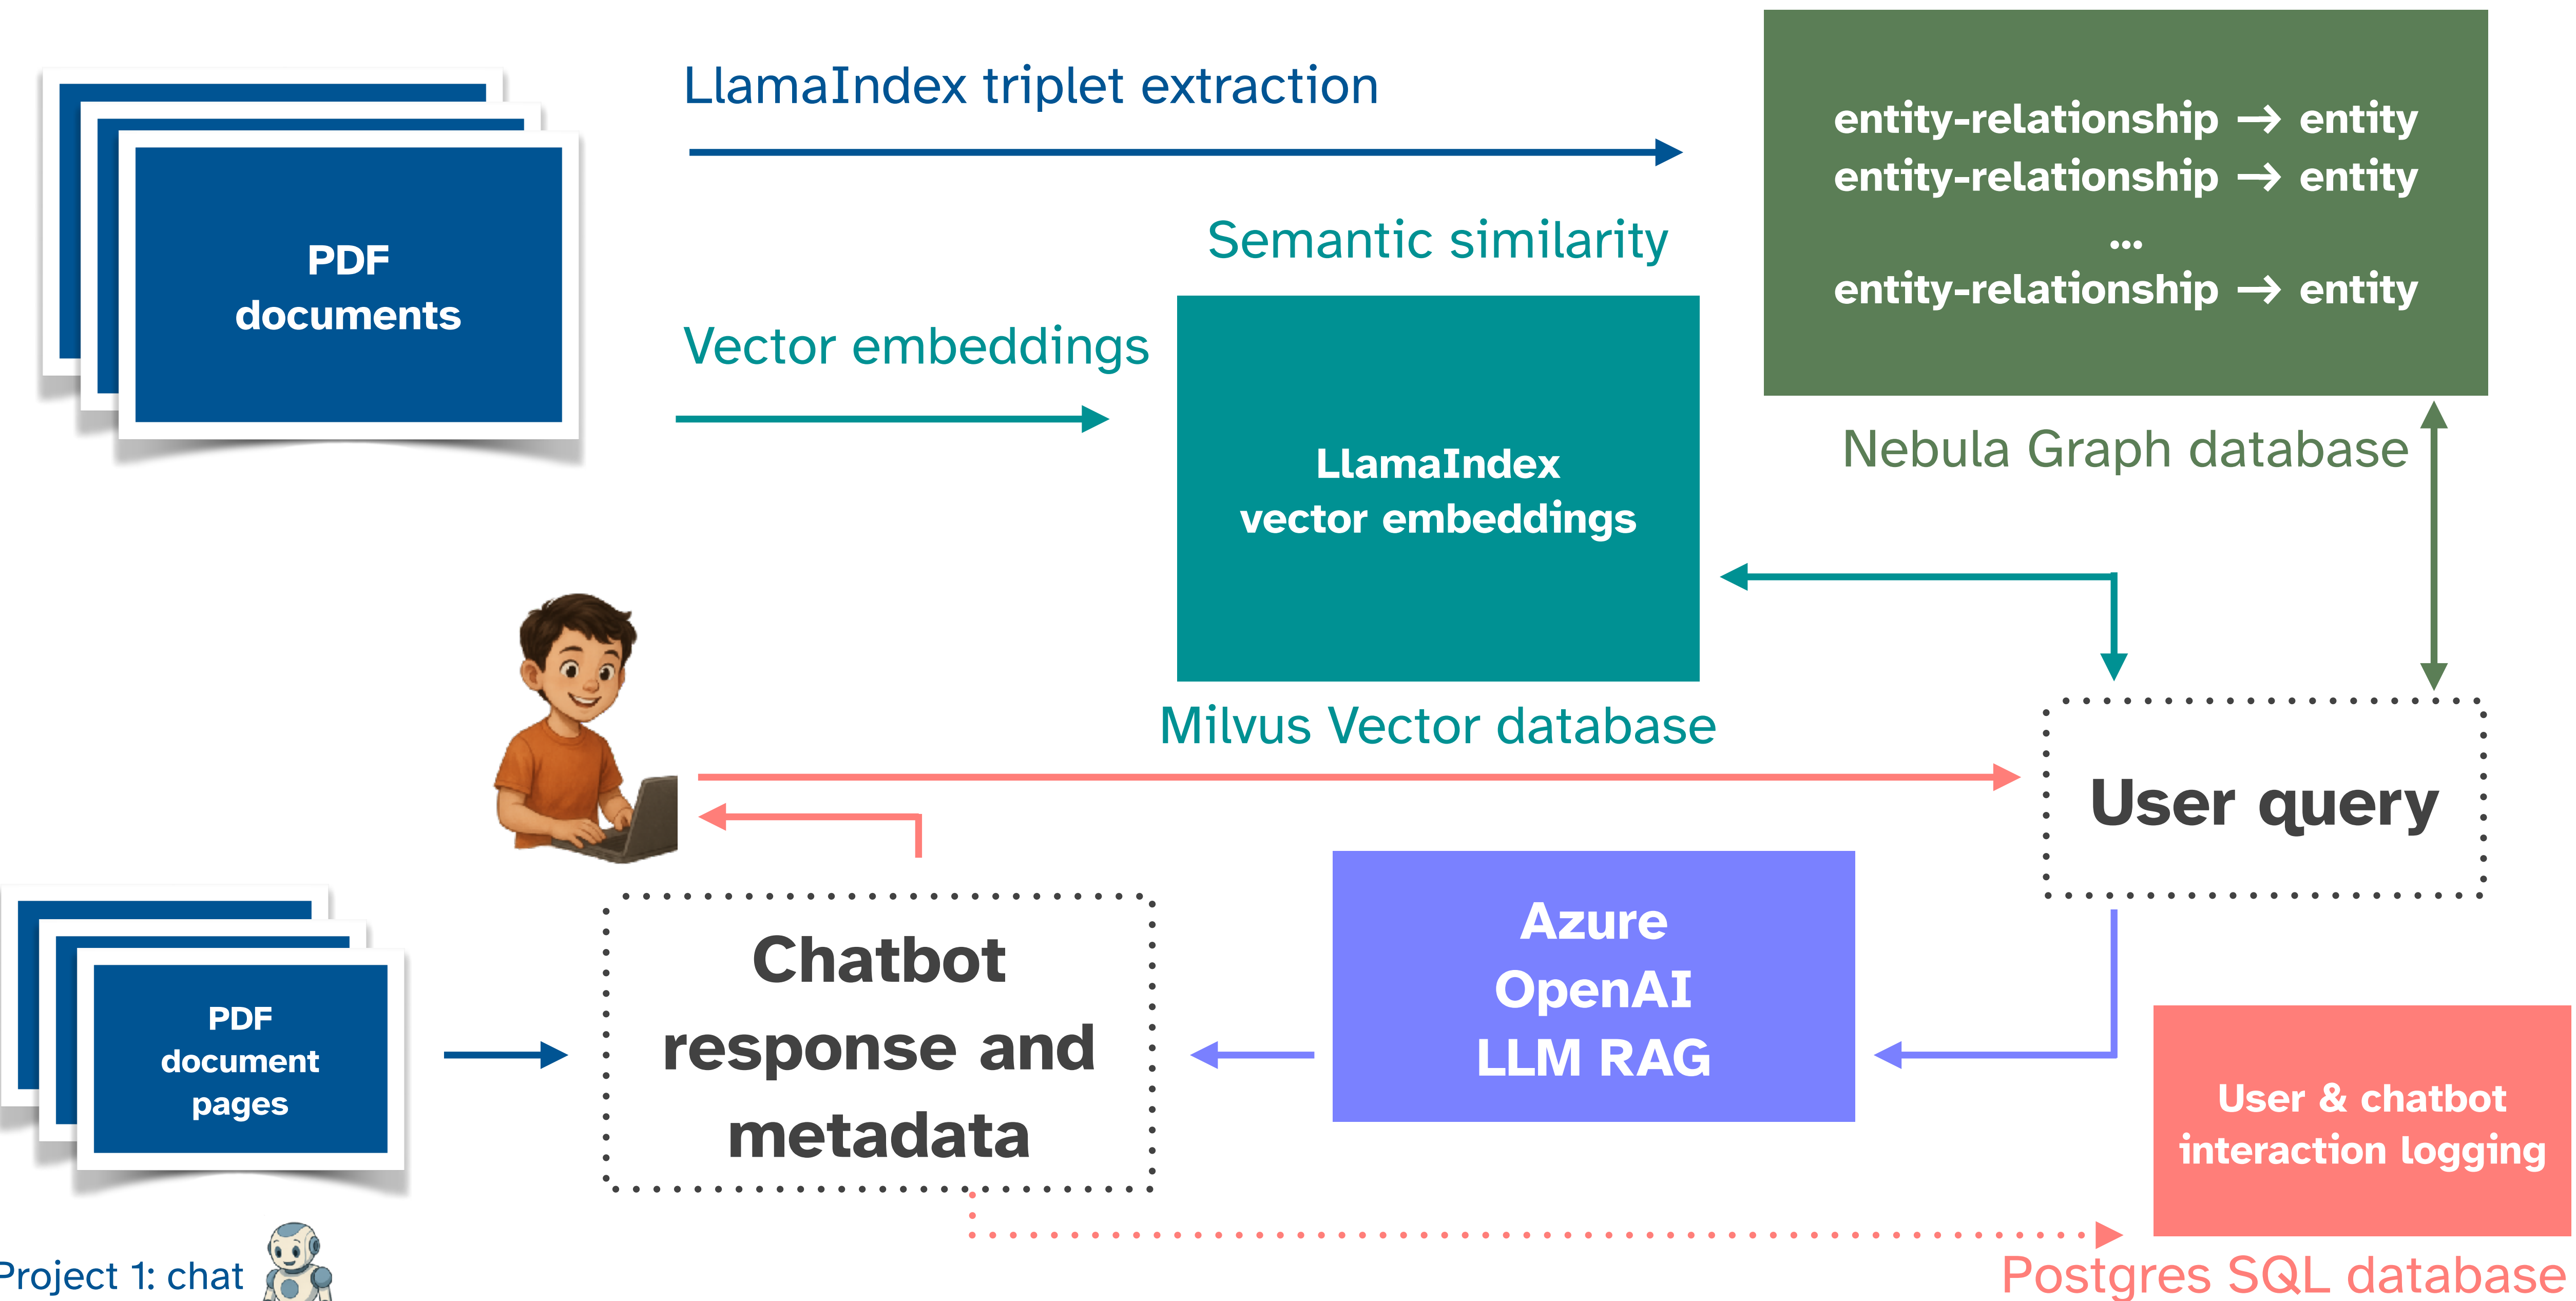 LlamaIndex triplet extraction
entity-relationship → entity
entity-relationship → entity
...
entity-relationship → entity
Nebula Graph database
PDF
documents
Semantic similarity
Vector embeddings
LlamaIndex
vector embeddings
Milvus Vector database
User query
Azure
OpenAI
LLM RAG
Chatbot
response and
metadata
PDF
document
pages
User & chatbot
interaction logging
Postgres SQL database
Project 1: chat